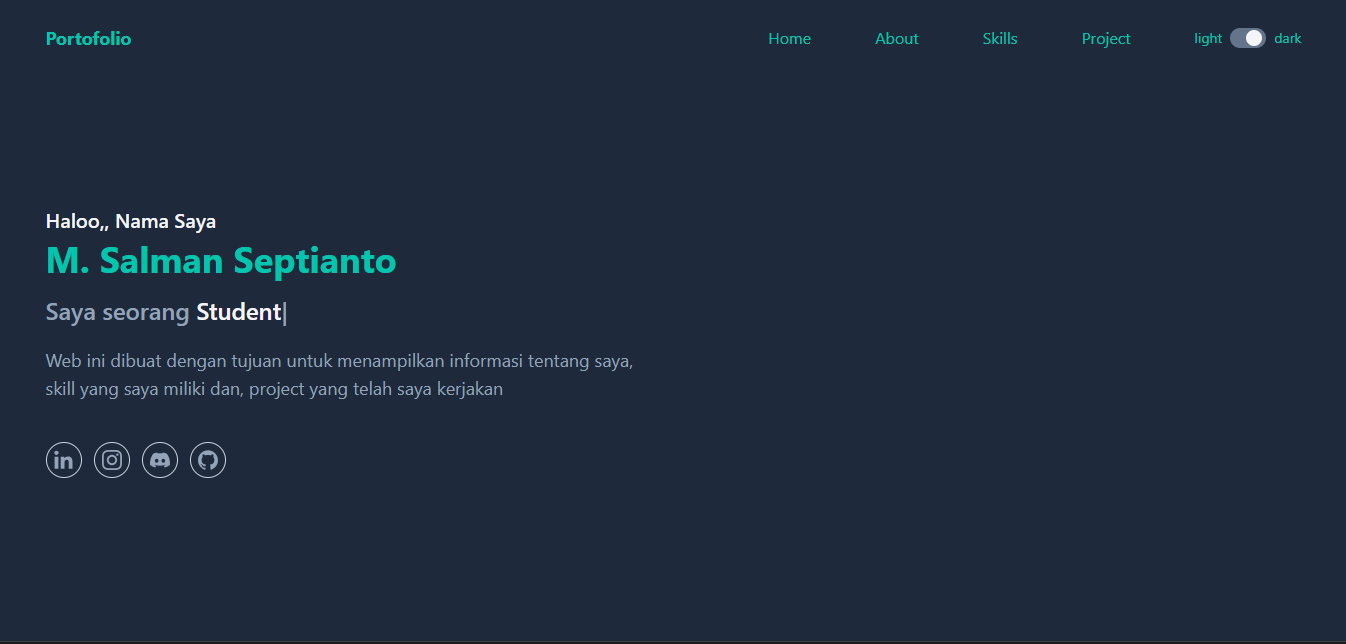 Portofolio
Home
About
Skills
Project
light
dark
Haloo,, Nama Saya
M. Salman Septianto
Saya seorang Student|
Web ini dibuat dengan tujuan untuk menampilkan informasi tentang saya,
skill yang saya miliki dan, project yang telah saya kerjakan
in